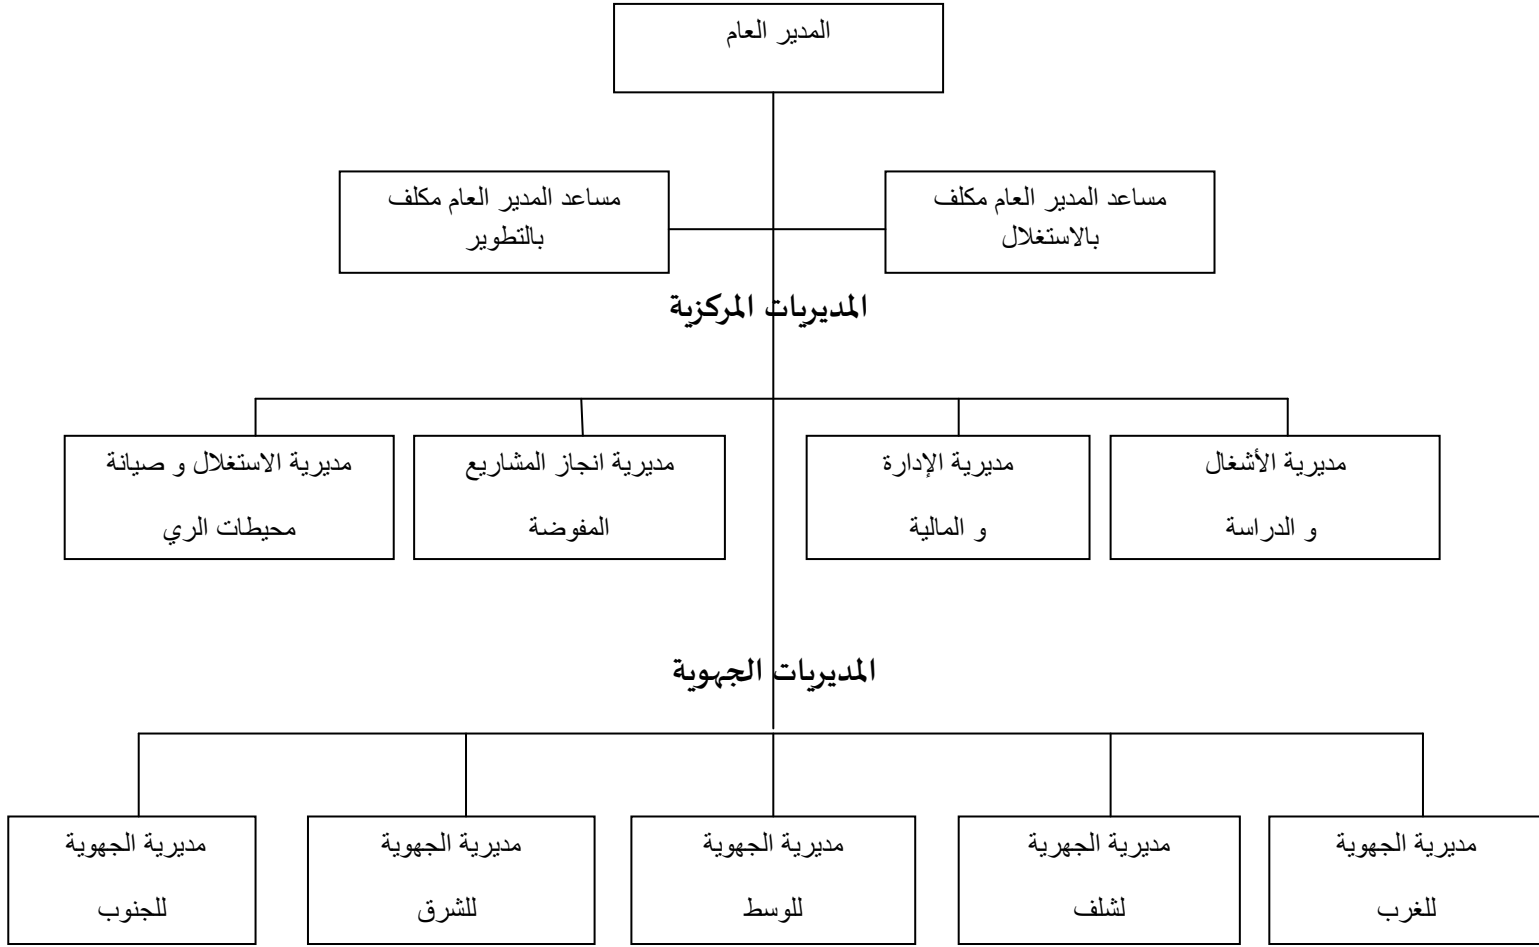 المدير العام
مساعد المدير العام مكلف
بالاستغلال
مساعد المدير العام مكلف
بالتطوير
المديريات المركزية
مديرية الأشغال
و الدراسة
مديرية الإدارة
و المالية
مديرية انجاز المشاريع
المفوضة
مديرية الاستغلال و صيانة
محيطات الري
المديريات الجهوية
مديرية الجهوية
للغرب
مديرية الجهرية
لشلف
مديرية الجهوية
للوسط
مديرية الجهوية
للشرق
مديرية الجهوية
للجنوب